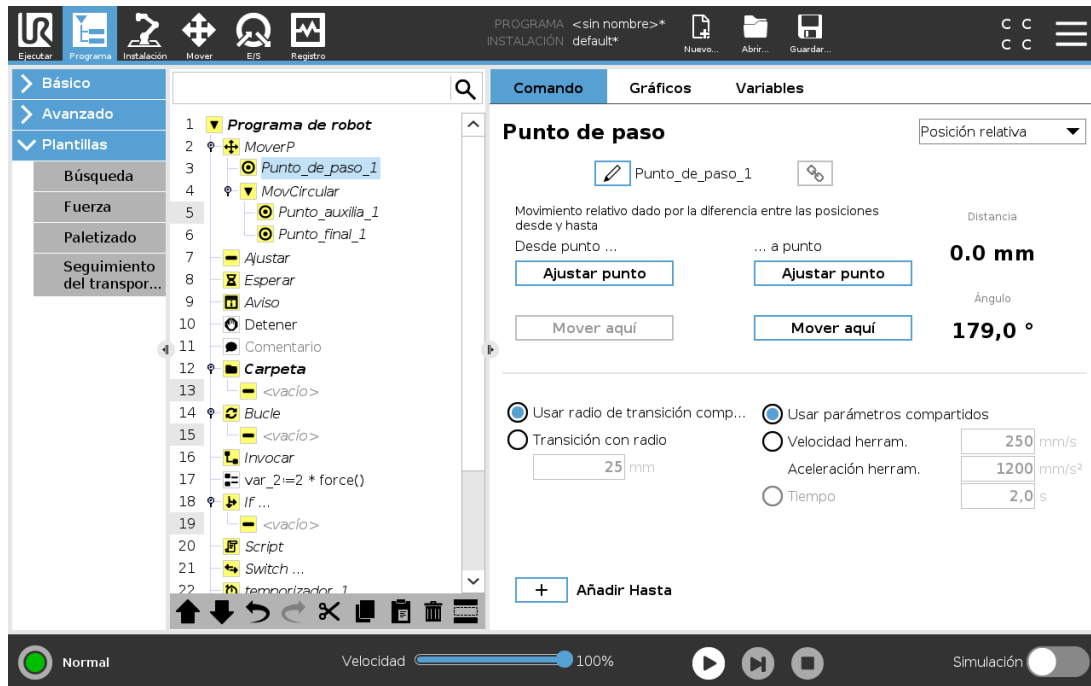 PROGRAMA <sin nombre>*
INSTALACIÓN default*
Ejecutar
Programa
Instalación
Mover
E/S
Registro
Nuevo...
Abrir...
Guardar...
C C
C C
Básico
Avanzado
Plantillas
Búsqueda
Fuerza
Paletizado
Seguimiento
del transpor...
1 Programa de robot
2 MoverP
3 Punto_de_paso_1
4 MovCircular
5 Punto_auxilia_1
6 Punto_final_1
7 Ajustar
8 Esperar
9 Aviso
10 Detener
11 Comentario
12 Carpeta
13 <vacío>
14 Bucle
15 <vacío>
16 Invocar
17 var_2:=2 * force()
18 If ...
19 <vacío>
20 Script
21 Switch ...
22 temporizador_1
Comando Gráficos Variables
Punto de paso
Posición relativa
Punto_de_paso_1
Movimiento relativo dado por la diferencia entre las posiciones
desde y hasta
Desde punto ... ... a punto
Ajustar punto Ajustar punto
Mover aquí Mover aquí
Distancia
0.0 mm
Ángulo
179,0 °
Usar radio de transición comp...
Transición con radio
25 mm
Usar parámetros compartidos
Velocidad herram. 250 mm/s
Aceleración herram. 1200 mm/s²
Tiempo 2,0 s
+ Añadir Hasta
Normal
Velocidad 100%
Simulación